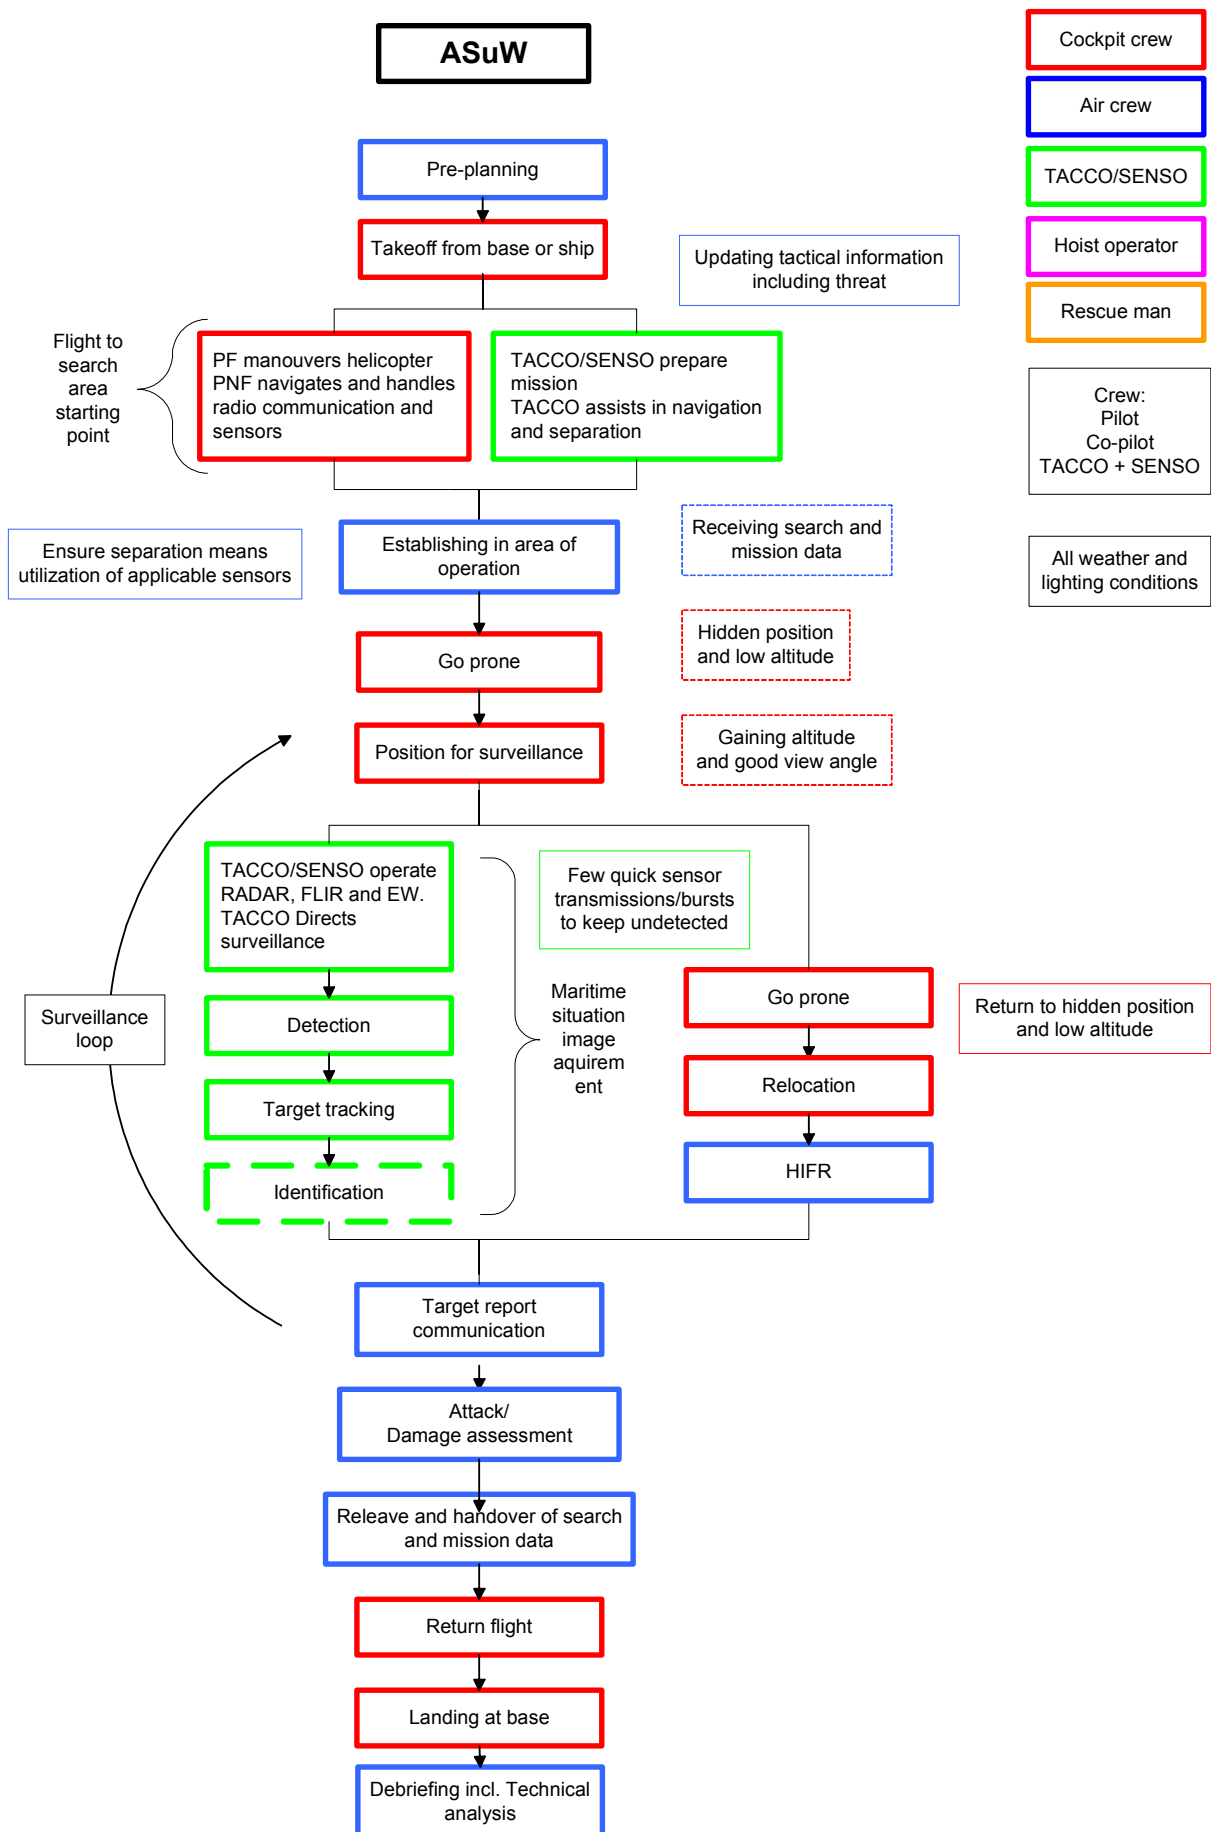 ASuW
Cockpit crew
Air crew
TACCO/SENSO
Hoist operator
Rescue man
Crew:
Pilot
Co-pilot
TACCO + SENSO
All weather and
lighting conditions
Pre-planning
Takeoff from base or ship
Updating tactical information
including threat
Flight to
search
area
starting
point
PF manouvers helicopter
PNF navigates and handles
radio communication and
sensors
TACCO/SENSO prepare
mission
TACCO assists in navigation
and separation
Ensure separation means
utilization of applicable sensors
Establishing in area of
operation
Receiving search and
mission data
Go prone
Hidden position
and low altitude
Position for surveillance
Gaining altitude
and good view angle
TACCO/SENSO operate
RADAR, FLIR and EW.
TACCO Directs
surveillance
Few quick sensor
transmissions/bursts
to keep undetected
Surveillance
loop
Detection
Target tracking
Identification
Maritime
situation
image
aquirem
ent
Go prone
Return to hidden position
and low altitude
Relocation
HIFR
Target report
communication
Attack/
Damage assessment
Releave and handover of search
and mission data
Return flight
Landing at base
Debriefing incl. Technical
analysis